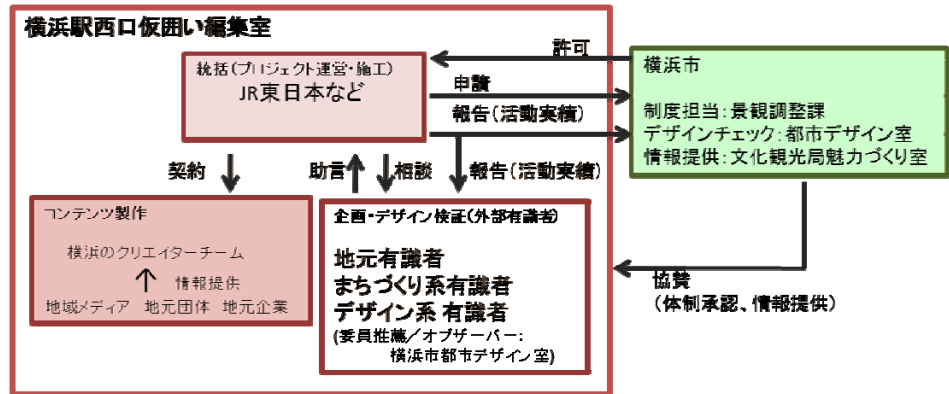 横浜駅西口仮囲い編集室
統括(プロジェクト運営・施工)
JR東日本など
許可
申請
報告(活動実績)
横浜市
制度担当:景観調整課
デザインチェック:都市デザイン室
情報提供:文化観光局魅力づくり室
契約
助言
相談
報告(活動実績)
コンテンツ製作
横浜のクリエイターチーム
情報提供
地域メディア 地元団体 地元企業
企画・デザイン検証(外部有識者)
地元有識者
まちづくり系有識者
デザイン系 有識者
(委員推薦/オブザーバー:
横浜市都市デザイン室)
協賛
(体制承認、情報提供)